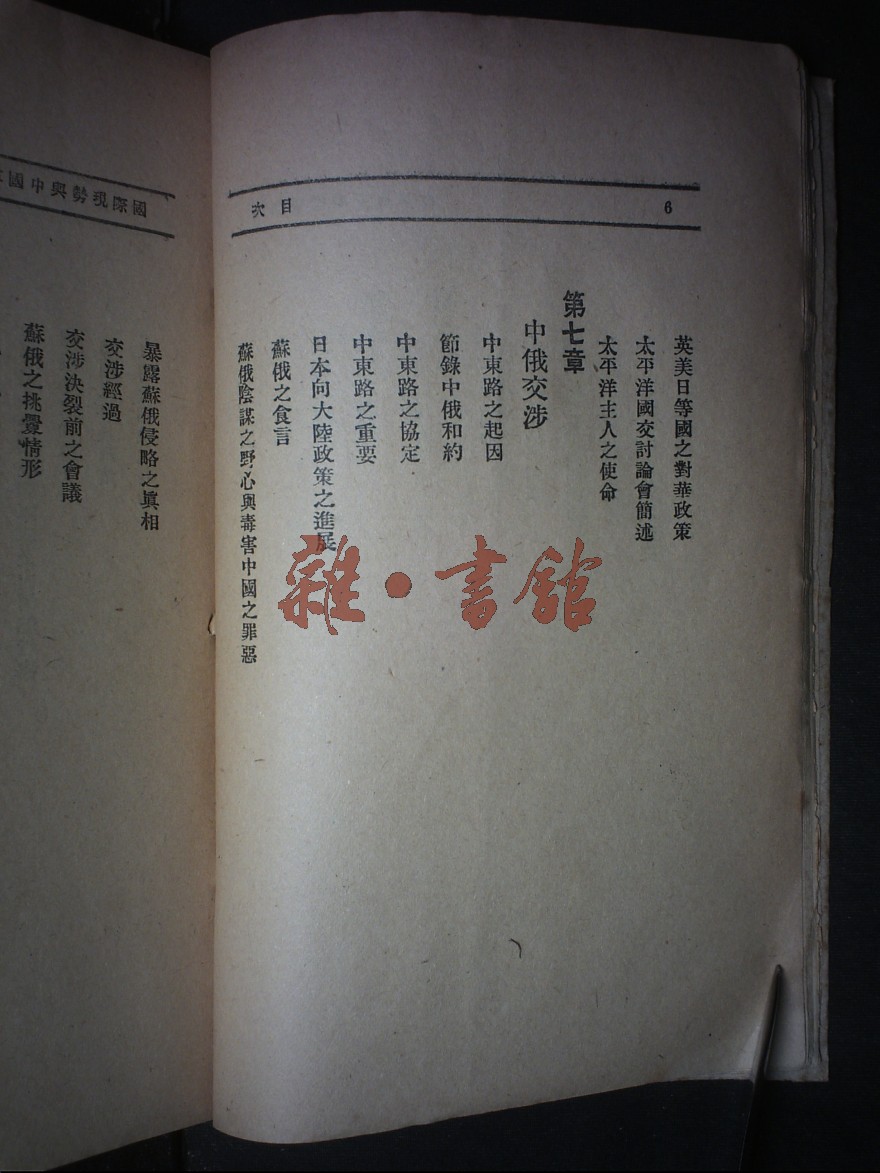 目次
6
英美日等國之對華政策
太平洋國交討論會簡述
太平洋主人之使命
第七章
中俄交涉
中東路之起因
節錄中俄和約
中東路之協定
中東路之重要
日本向大陸政策之進展
蘇俄之食言
蘇俄陰謀之野心與毒害中國之罪惡
國際現勢與中國
暴露蘇俄侵略之眞相
交涉經過
交涉決裂前之會議
蘇俄之挑釁情形
雜·書館